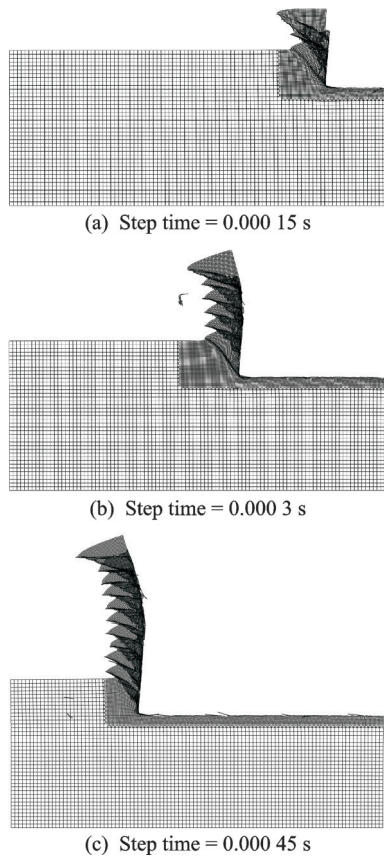 (a) Step time = 0.000 15 s
(b) Step time = 0.000 3 s
(c) Step time = 0.000 45 s